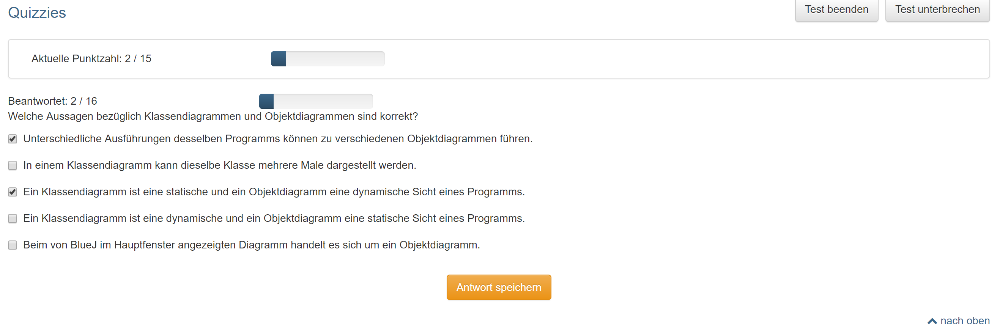 Quizzies
Test beenden
Test unterbrechen
Aktuelle Punktzahl: 2 / 15
Beantwortet: 2 / 16
Welche Aussagen bezüglich Klassendiagrammen und Objektdiagrammen sind korrekt?
Unterschiedliche Ausführungen desselben Programms können zu verschiedenen Objektdiagrammen führen.
In einem Klassendiagramm kann dieselbe Klasse mehrere Male dargestellt werden.
Ein Klassendiagramm ist eine statische und ein Objektdiagramm eine dynamische Sicht eines Programms.
Ein Klassendiagramm ist eine dynamische und ein Objektdiagramm eine statische Sicht eines Programms.
Beim von BlueJ im Hauptfenster angezeigten Diagramm handelt es sich um ein Objektdiagramm.
Antwort speichern
nach oben